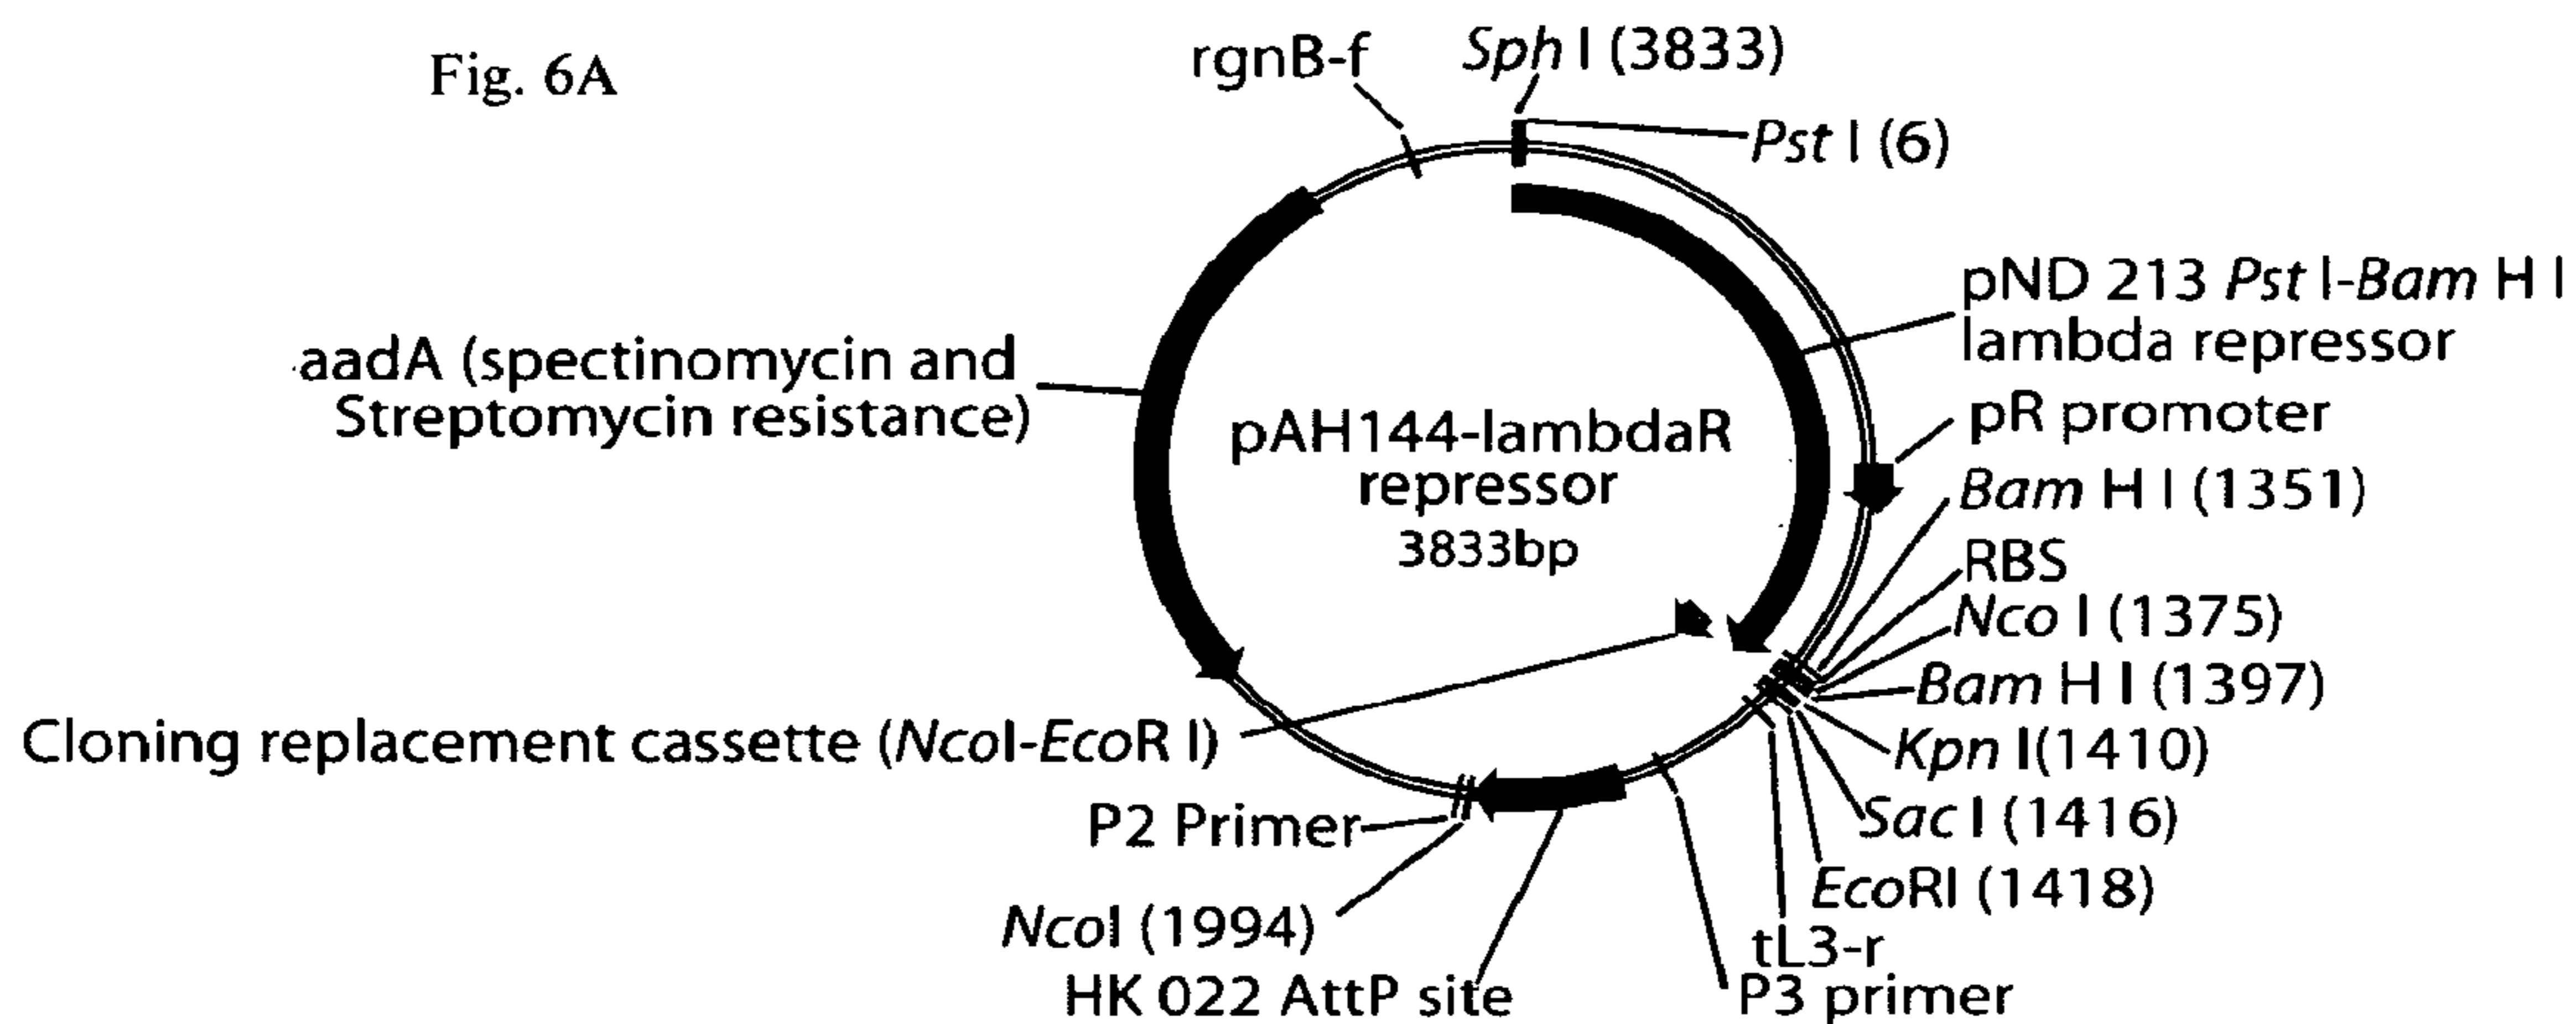 Fig. 6A
rgnB-f
Sph I (3833)
Pst I (6)
pND 213 Pst I-Bam H I
lambda repressor
pR promoter
Bam H I (1351)
RBS
Nco I (1375)
Bam H I (1397)
Kpn I(1410)
Sac I (1416)
EcoRI (1418)
tL3-r
P3 primer
HK 022 AttP site
NcoI (1994)
P2 Primer
Cloning replacement cassette (NcoI-EcoR I)
aadA (spectinomycin and
Streptomycin resistance)
pAH144-lambdaR
repressor
3833bp